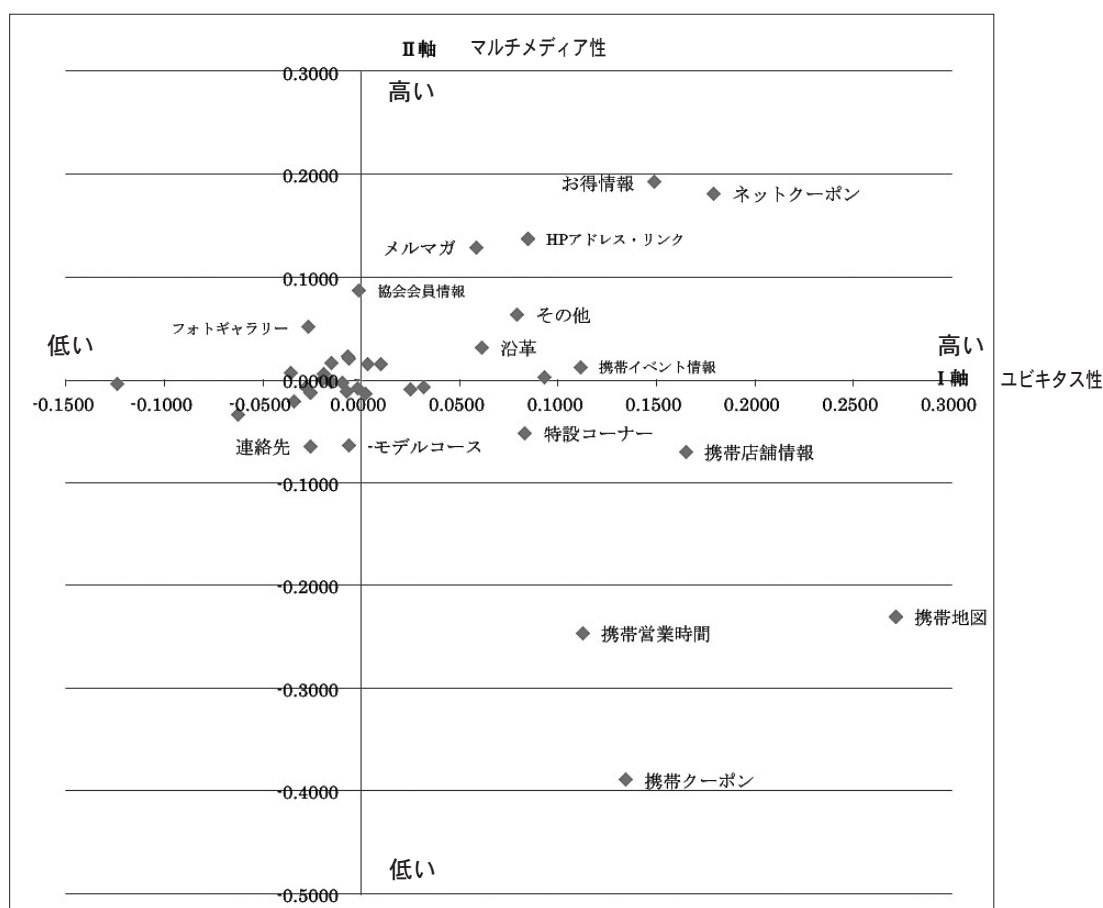 Ⅱ軸 マルチメディア性
0.3000
高い
0.2000
お得情報
ネットクーポン
メルマガ
HPアドレス・リンク
0.1000
協会会員情報
フォトギャラリー
その他
低い
沿革
高い
携帯イベント情報
0.0000
Ⅰ軸
ユビキタス性
-0.1500 -0.1000 -0.0500 0.0000 0.0500 0.1000 0.1500 0.2000 0.2500 0.3000
連絡先
モデルコース
特設コーナー
携帯店舗情報
-0.1000
-0.2000
携帯地図
携帯営業時間
-0.3000
携帯クーポン
-0.4000
低い
-0.5000